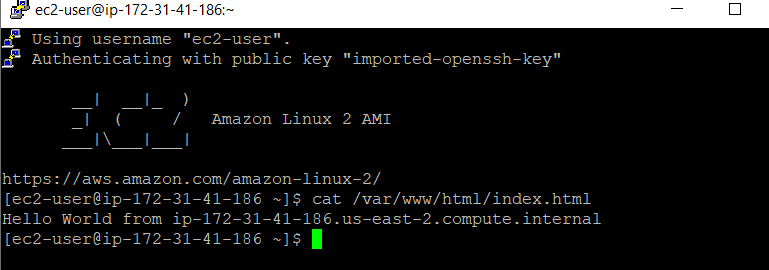 ec2-user@ip-172-31-41-186:~
Using username "ec2-user".
Authenticating with public key "imported-openssh-key"
       __|  __|_  )
       _|  (     /   Amazon Linux 2 AMI
      ___|\___|___|
https://aws.amazon.com/amazon-linux-2/
[ec2-user@ip-172-31-41-186 ~]$ cat /var/www/html/index.html
Hello World from ip-172-31-41-186.us-east-2.compute.internal
[ec2-user@ip-172-31-41-186 ~]$